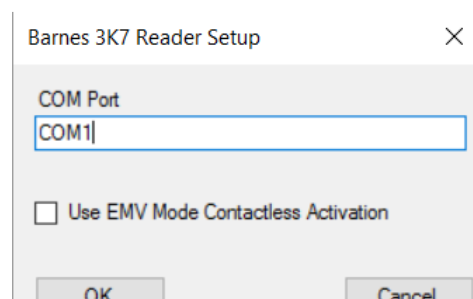 Barnes 3K7 Reader Setup
COM Port
COM1
Use EMV Mode Contactless Activation
OK
Cancel